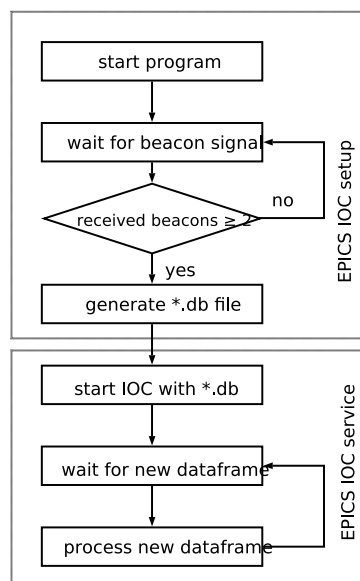 start program
wait for beacon signal
received beacons ≥ 2
no
yes
generate *.db file
EPICS IOC setup
start IOC with *.db
wait for new dataframe
process new dataframe
EPICS IOC service